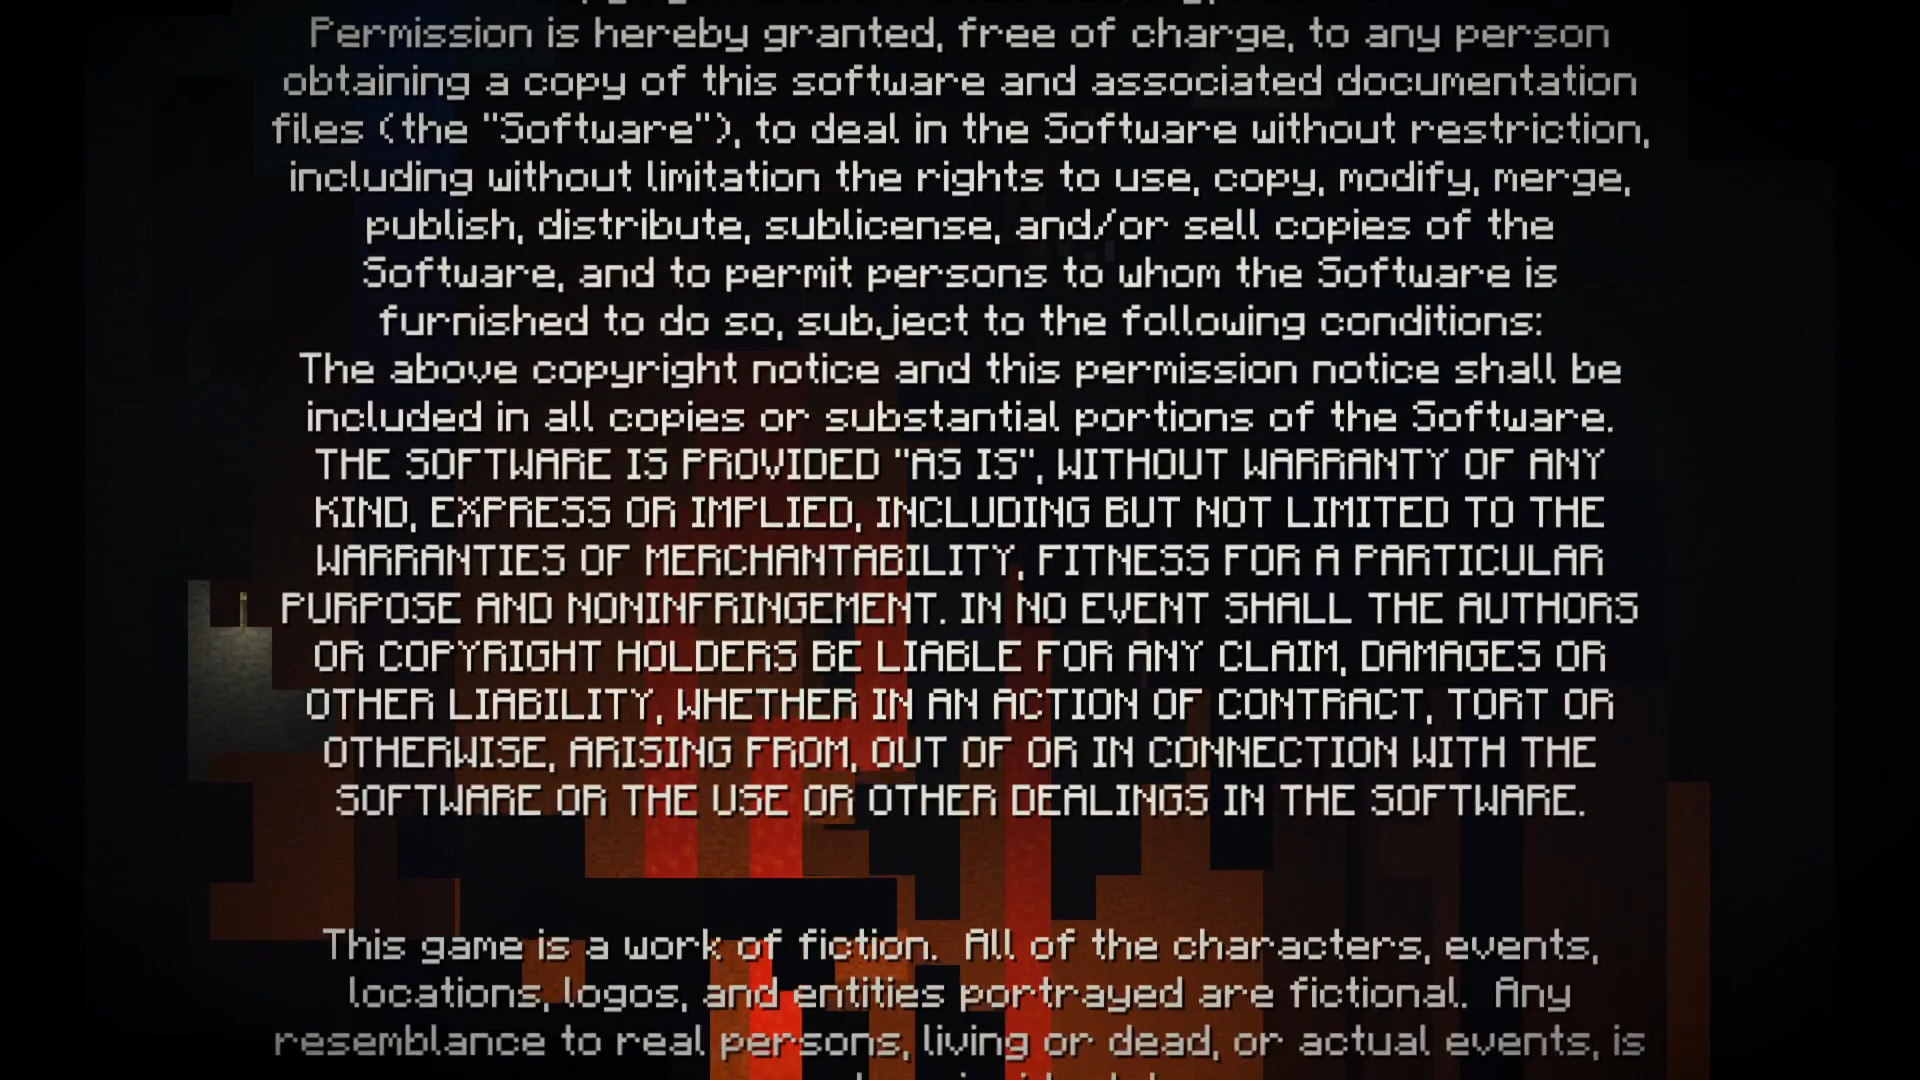 Permission is hereby granted, free of charge, to any person
obtaining a copy of this software and associated documentation
files (the "Software"), to deal in the Software without restriction,
including without limitation the rights to use, copy, modify, merge,
publish, distribute, sublicense, and/or sell copies of the
Software, and to permit persons to whom the Software is
furnished to do so, subject to the following conditions:
The above copyright notice and this permission notice shall be
included in all copies or substantial portions of the Software.
THE SOFTWARE IS PROVIDED "AS IS", WITHOUT WARRANTY OF ANY
KIND, EXPRESS OR IMPLIED, INCLUDING BUT NOT LIMITED TO THE
WARRANTIES OF MERCHANTABILITY, FITNESS FOR A PARTICULAR
PURPOSE AND NONINFRINGEMENT. IN NO EVENT SHALL THE AUTHORS
OR COPYRIGHT HOLDERS BE LIABLE FOR ANY CLAIM, DAMAGES OR
OTHER LIABILITY, WHETHER IN AN ACTION OF CONTRACT, TORT OR
OTHERWISE, ARISING FROM, OUT OF OR IN CONNECTION WITH THE
SOFTWARE OR THE USE OR OTHER DEALINGS IN THE SOFTWARE.
This game is a work of fiction. All of the characters, events,
locations, logos, and entities portrayed are fictional. Any
resemblance to real persons, living or dead, or actual events, is